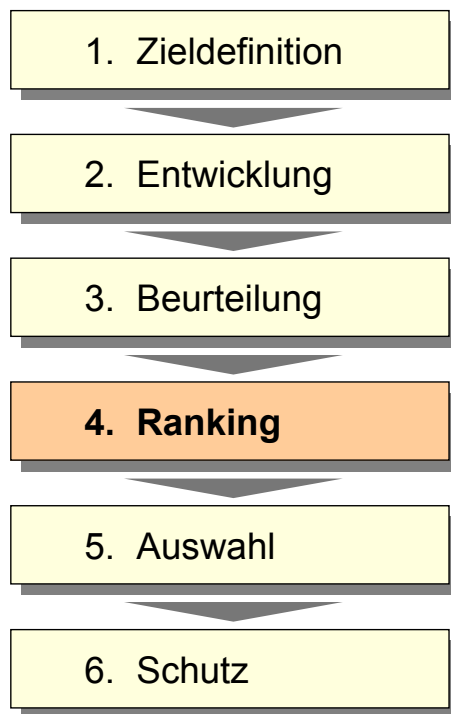 1. Zieldefinition
2. Entwicklung
3. Beurteilung
4. Ranking
5. Auswahl
6. Schutz